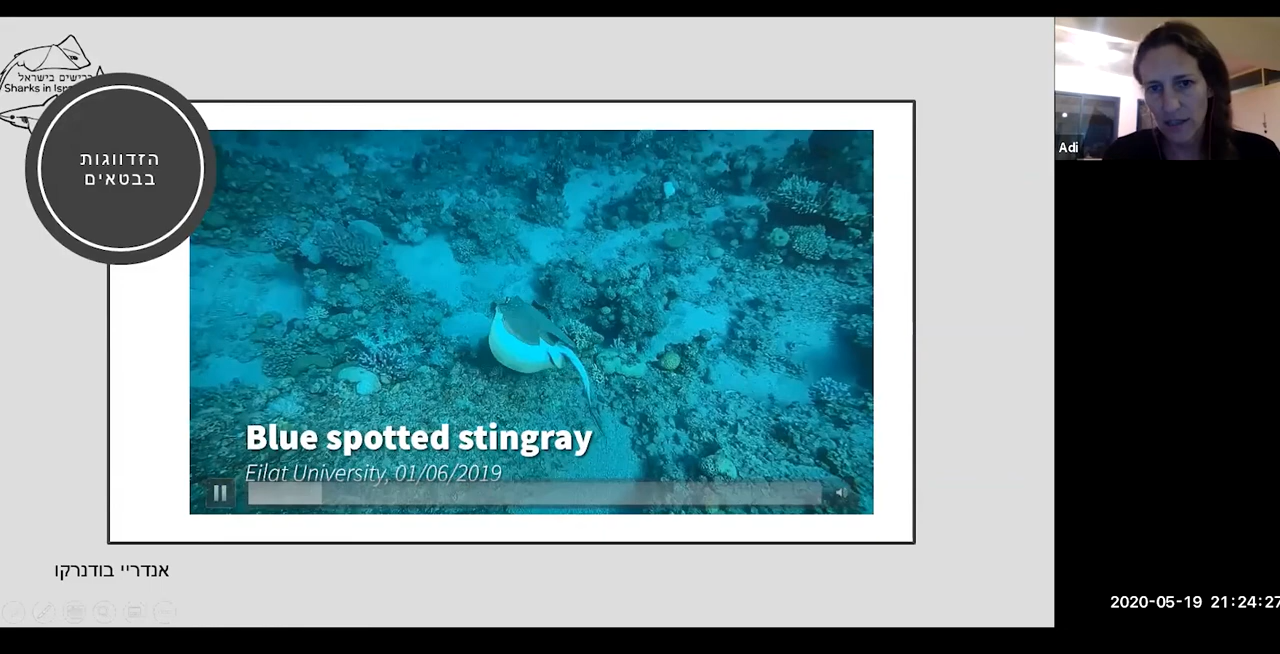 כרישים בישראל
Sharks in Isr
הזדווגות
בבטאים
Blue spotted stingray
Eilat University, 01/06/2019
אנדריי בודנרקו
Adi
2020-05-19 21:24:27